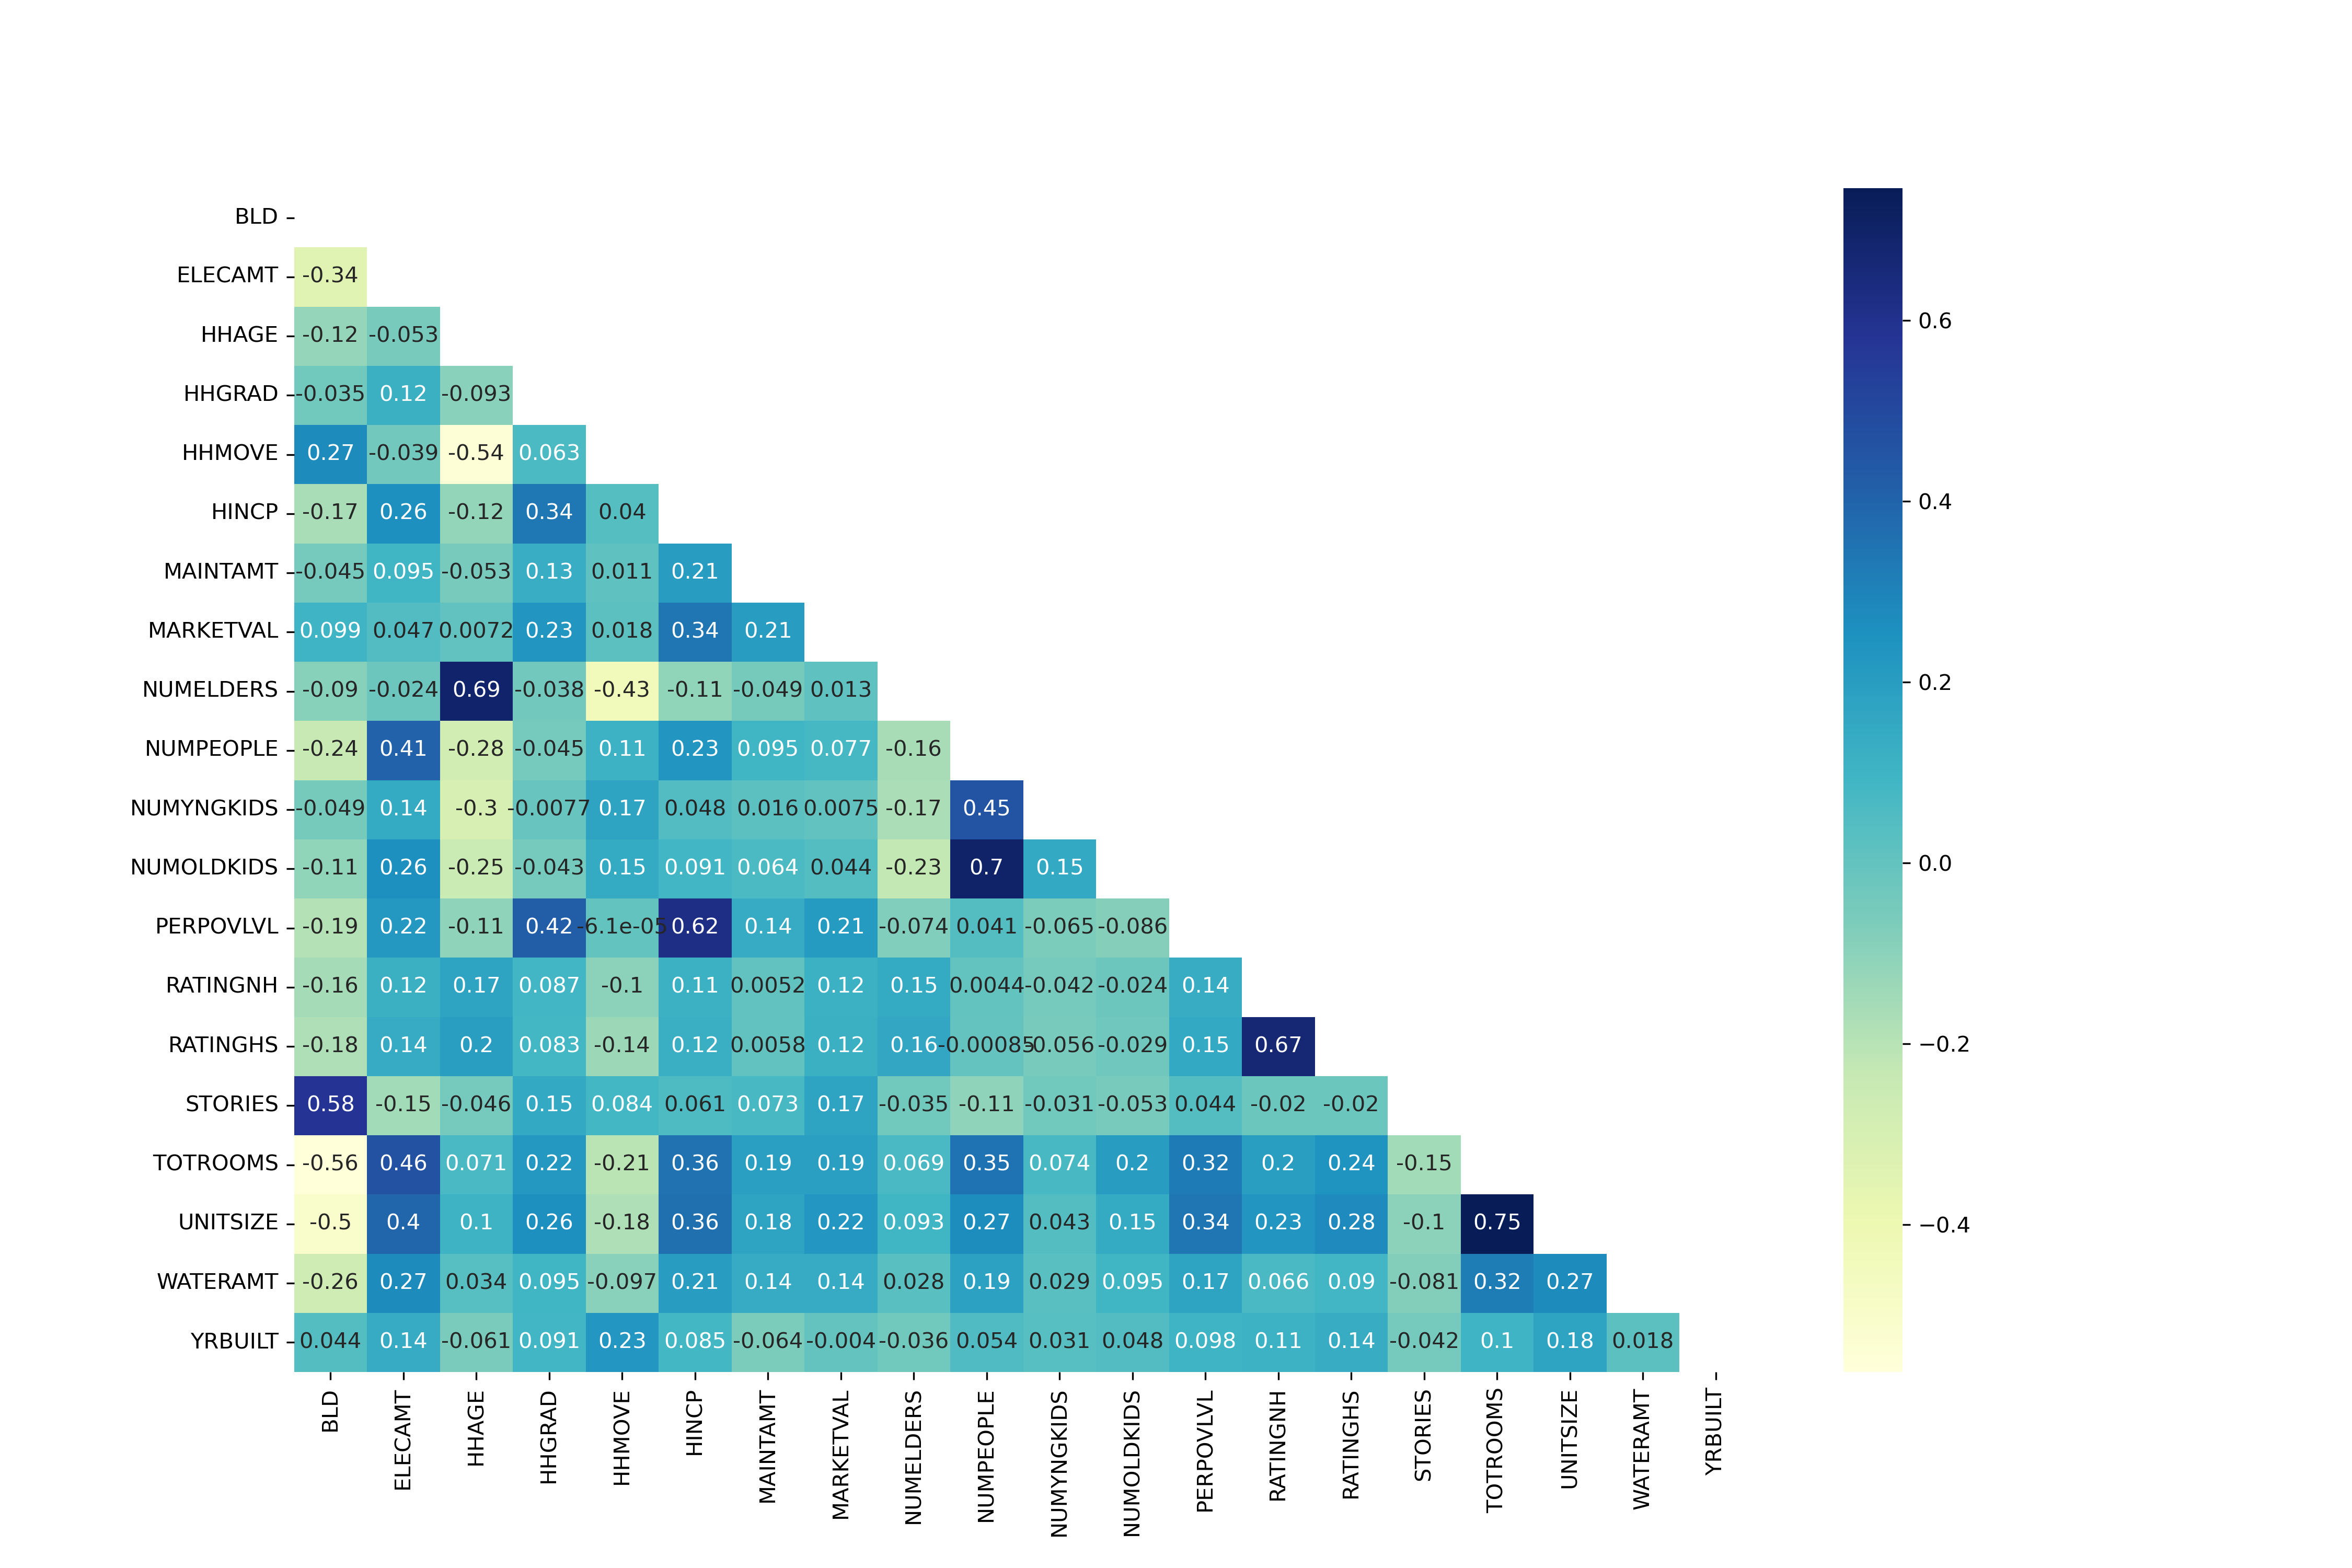 BLD
ELECAMT -0.34
HHAGE -0.12 -0.053
HHGRAD -0.035 0.12 -0.093
HHMOVE 0.27 -0.039 -0.54 0.063
HINCP -0.17 0.26 -0.12 0.34 0.04
MAINTAMT -0.045 0.095 -0.053 0.13 0.011 0.21
MARKETVAL 0.099 0.047 0.0072 0.23 0.018 0.34 0.21
NUMELDERS -0.09 -0.024 0.69 -0.038 -0.43 -0.11 -0.049 0.013
NUMPEOPLE -0.24 0.41 -0.28 -0.045 0.11 0.23 0.095 0.077 -0.16
NUMYNGKIDS -0.049 0.14 -0.3 -0.0077 0.17 0.048 0.016 0.0075 -0.17 0.45
NUMOLDKIDS -0.11 0.26 -0.25 -0.043 0.15 0.091 0.064 0.044 -0.23 0.7 0.15
PERPOVLVL -0.19 0.22 -0.11 0.42 -6.1e-05 0.62 0.14 0.21 -0.074 0.041 -0.065 -0.086
RATINGNH -0.16 0.12 0.17 0.087 -0.1 0.11 0.0052 0.12 0.15 0.0044 -0.042 -0.024 0.14
RATINGHS -0.18 0.14 0.2 0.083 -0.14 0.12 0.0058 0.12 0.16 -0.00085 -0.056 -0.029 0.15 0.67
STORIES 0.58 -0.15 -0.046 0.15 0.084 0.061 0.073 0.17 -0.035 -0.11 -0.031 -0.053 0.044 -0.02 -0.02
TOTROOMS -0.56 0.46 0.071 0.22 -0.21 0.36 0.19 0.19 0.069 0.35 0.074 0.2 0.32 0.2 0.24 -0.15
UNITSIZE -0.5 0.4 0.1 0.26 -0.18 0.36 0.18 0.22 0.093 0.27 0.043 0.15 0.34 0.23 0.28 -0.1 0.75
WATERAMT -0.26 0.27 0.034 0.095 -0.097 0.21 0.14 0.14 0.028 0.19 0.029 0.095 0.17 0.066 0.09 -0.081 0.32 0.27
YRBUILT 0.044 0.14 -0.061 0.091 0.23 0.085 -0.064 -0.004 -0.036 0.054 0.031 0.048 0.098 0.11 0.14 -0.042 0.1 0.18 0.018
BLD ELECAMT HHAGE HHGRAD HHMOVE HINCP MAINTAMT MARKETVAL NUMELDERS NUMPEOPLE NUMYNGKIDS NUMOLDKIDS PERPOVLVL RATINGNH RATINGHS STORIES TOTROOMS UNITSIZE WATERAMT YRBUILT
0.6
0.4
0.2
0.0
−0.2
−0.4